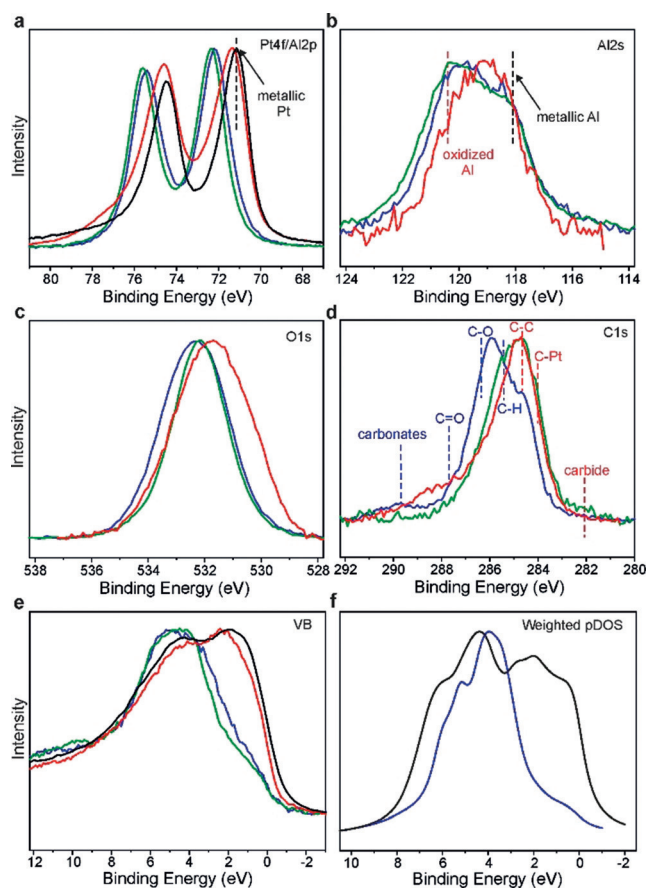 a
Pt4f/Al2p
metallic
Pt
Intensity
80 78 76 74 72 70 68
Binding Energy (eV)
b
Al2s
metallic Al
oxidized
Al
124 122 120 118 116 114
Binding Energy (eV)
c
O1s
Intensity
538 536 534 532 530 528
Binding Energy (eV)
d
C1s
C-O
C-C
C-Pt
C=O
C-H
carbonates
carbide
292 290 288 286 284 282 280
Binding Energy (eV)
e
VB
Intensity
12 10 8 6 4 2 0 -2
Binding Energy (eV)
f
Weighted pDOS
10 8 6 4 2 0 -2
Binding Energy (eV)